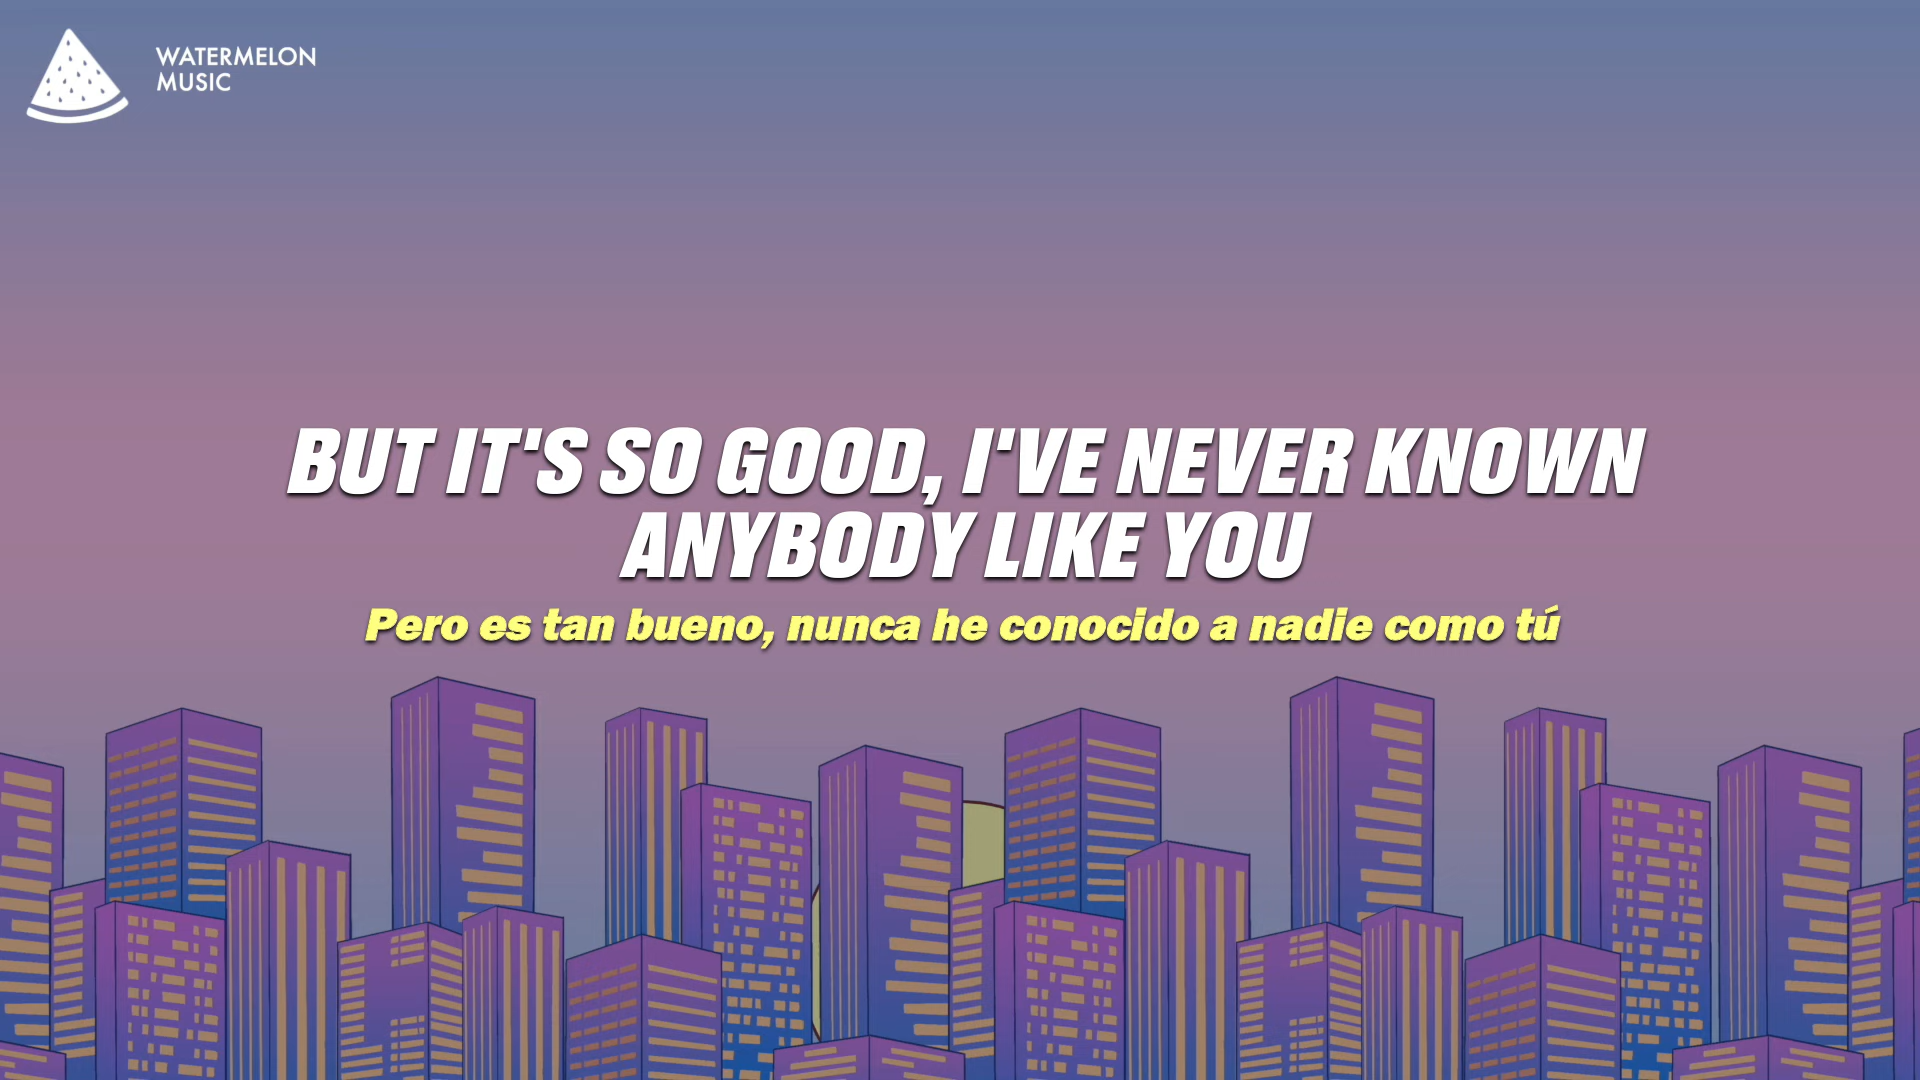 WATERMELON
MUSIC
BUT IT'S SO GOOD, I'VE NEVER KNOWN
ANYBODY LIKE YOU
Pero es tan bueno, nunca he conocido a nadie como tú